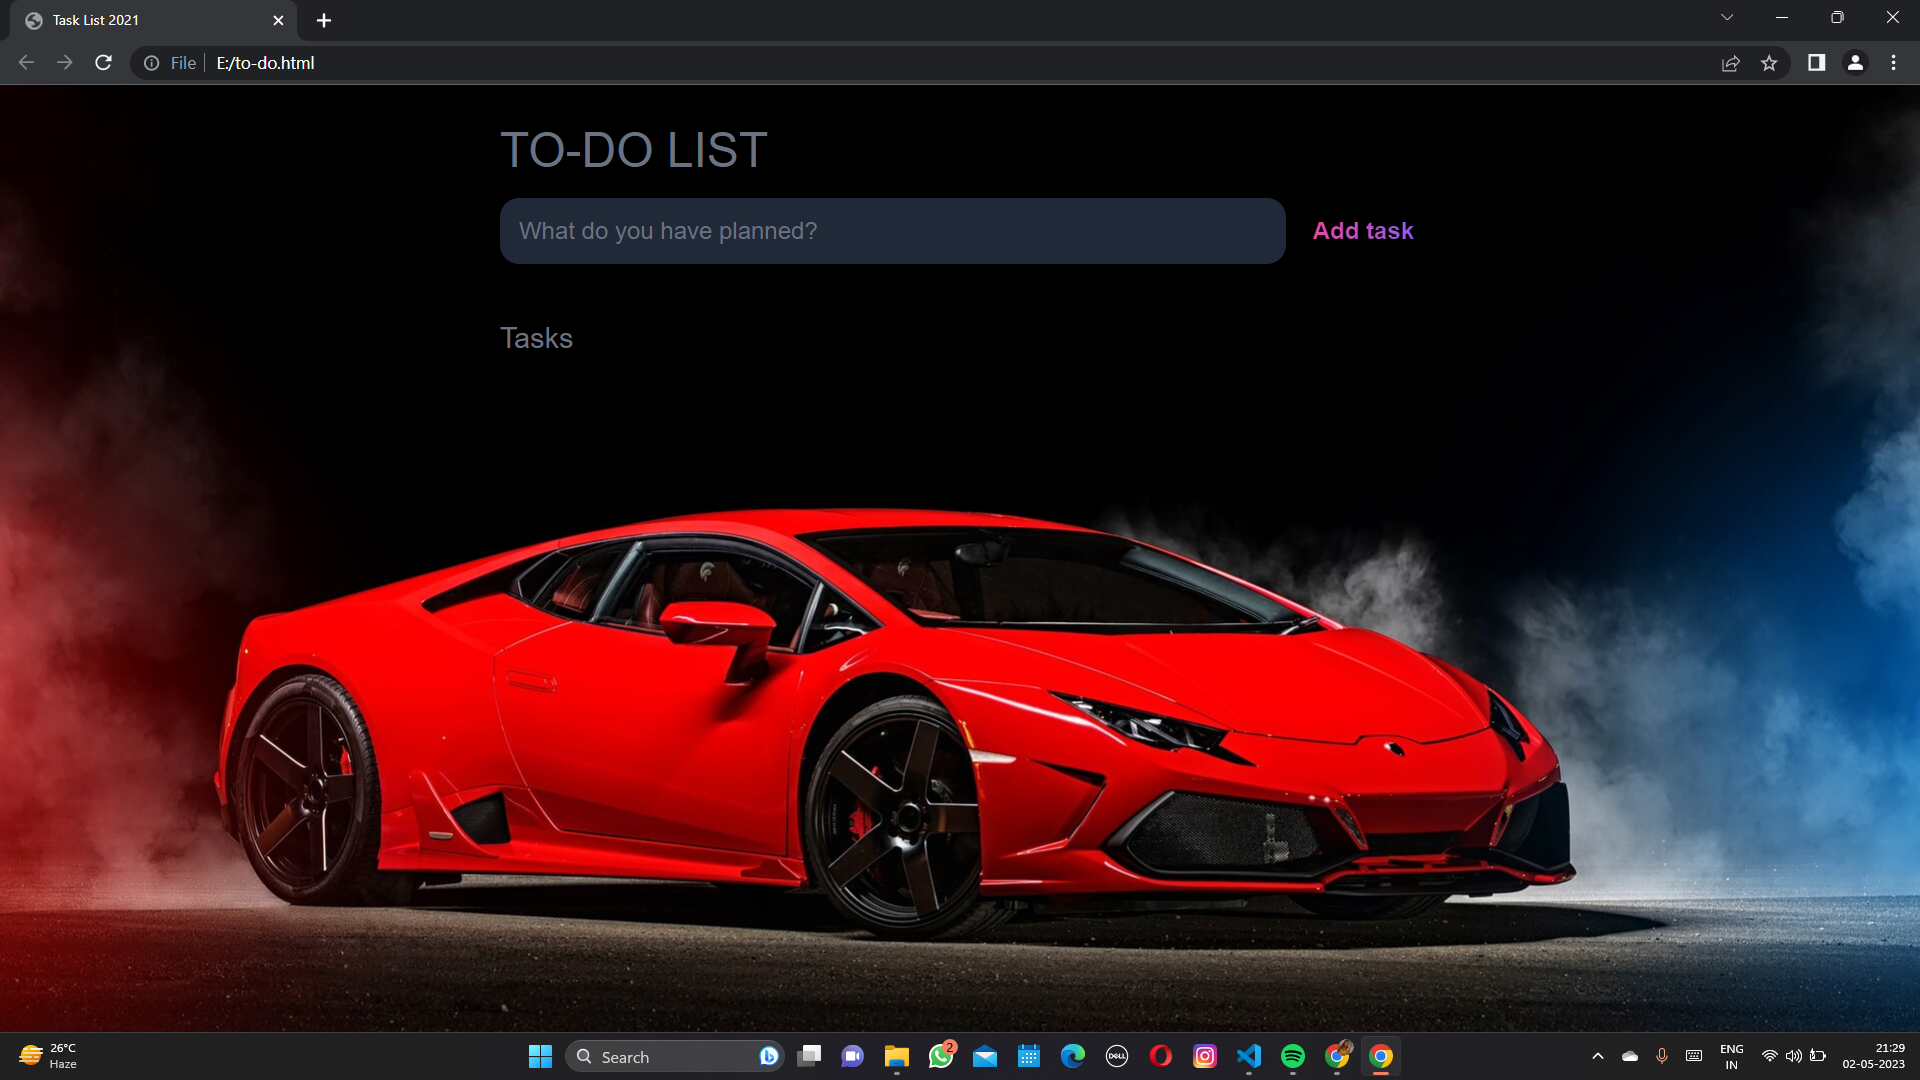 Task List 2021
File
E:/to-do.html
TO-DO LIST
What do you have planned?
Add task
Tasks
26°C
Haze
Search
2
DELL
ENG
IN
21:29
02-05-2023